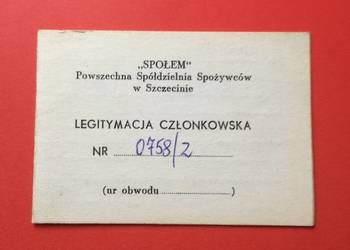 „SPOŁEM"
Powszechna Spółdzielnia Spożywców
w Szczecinie
LEGITYMACJA CZŁONKOWSKA
NR 0758/2
(nr obwodu..................)